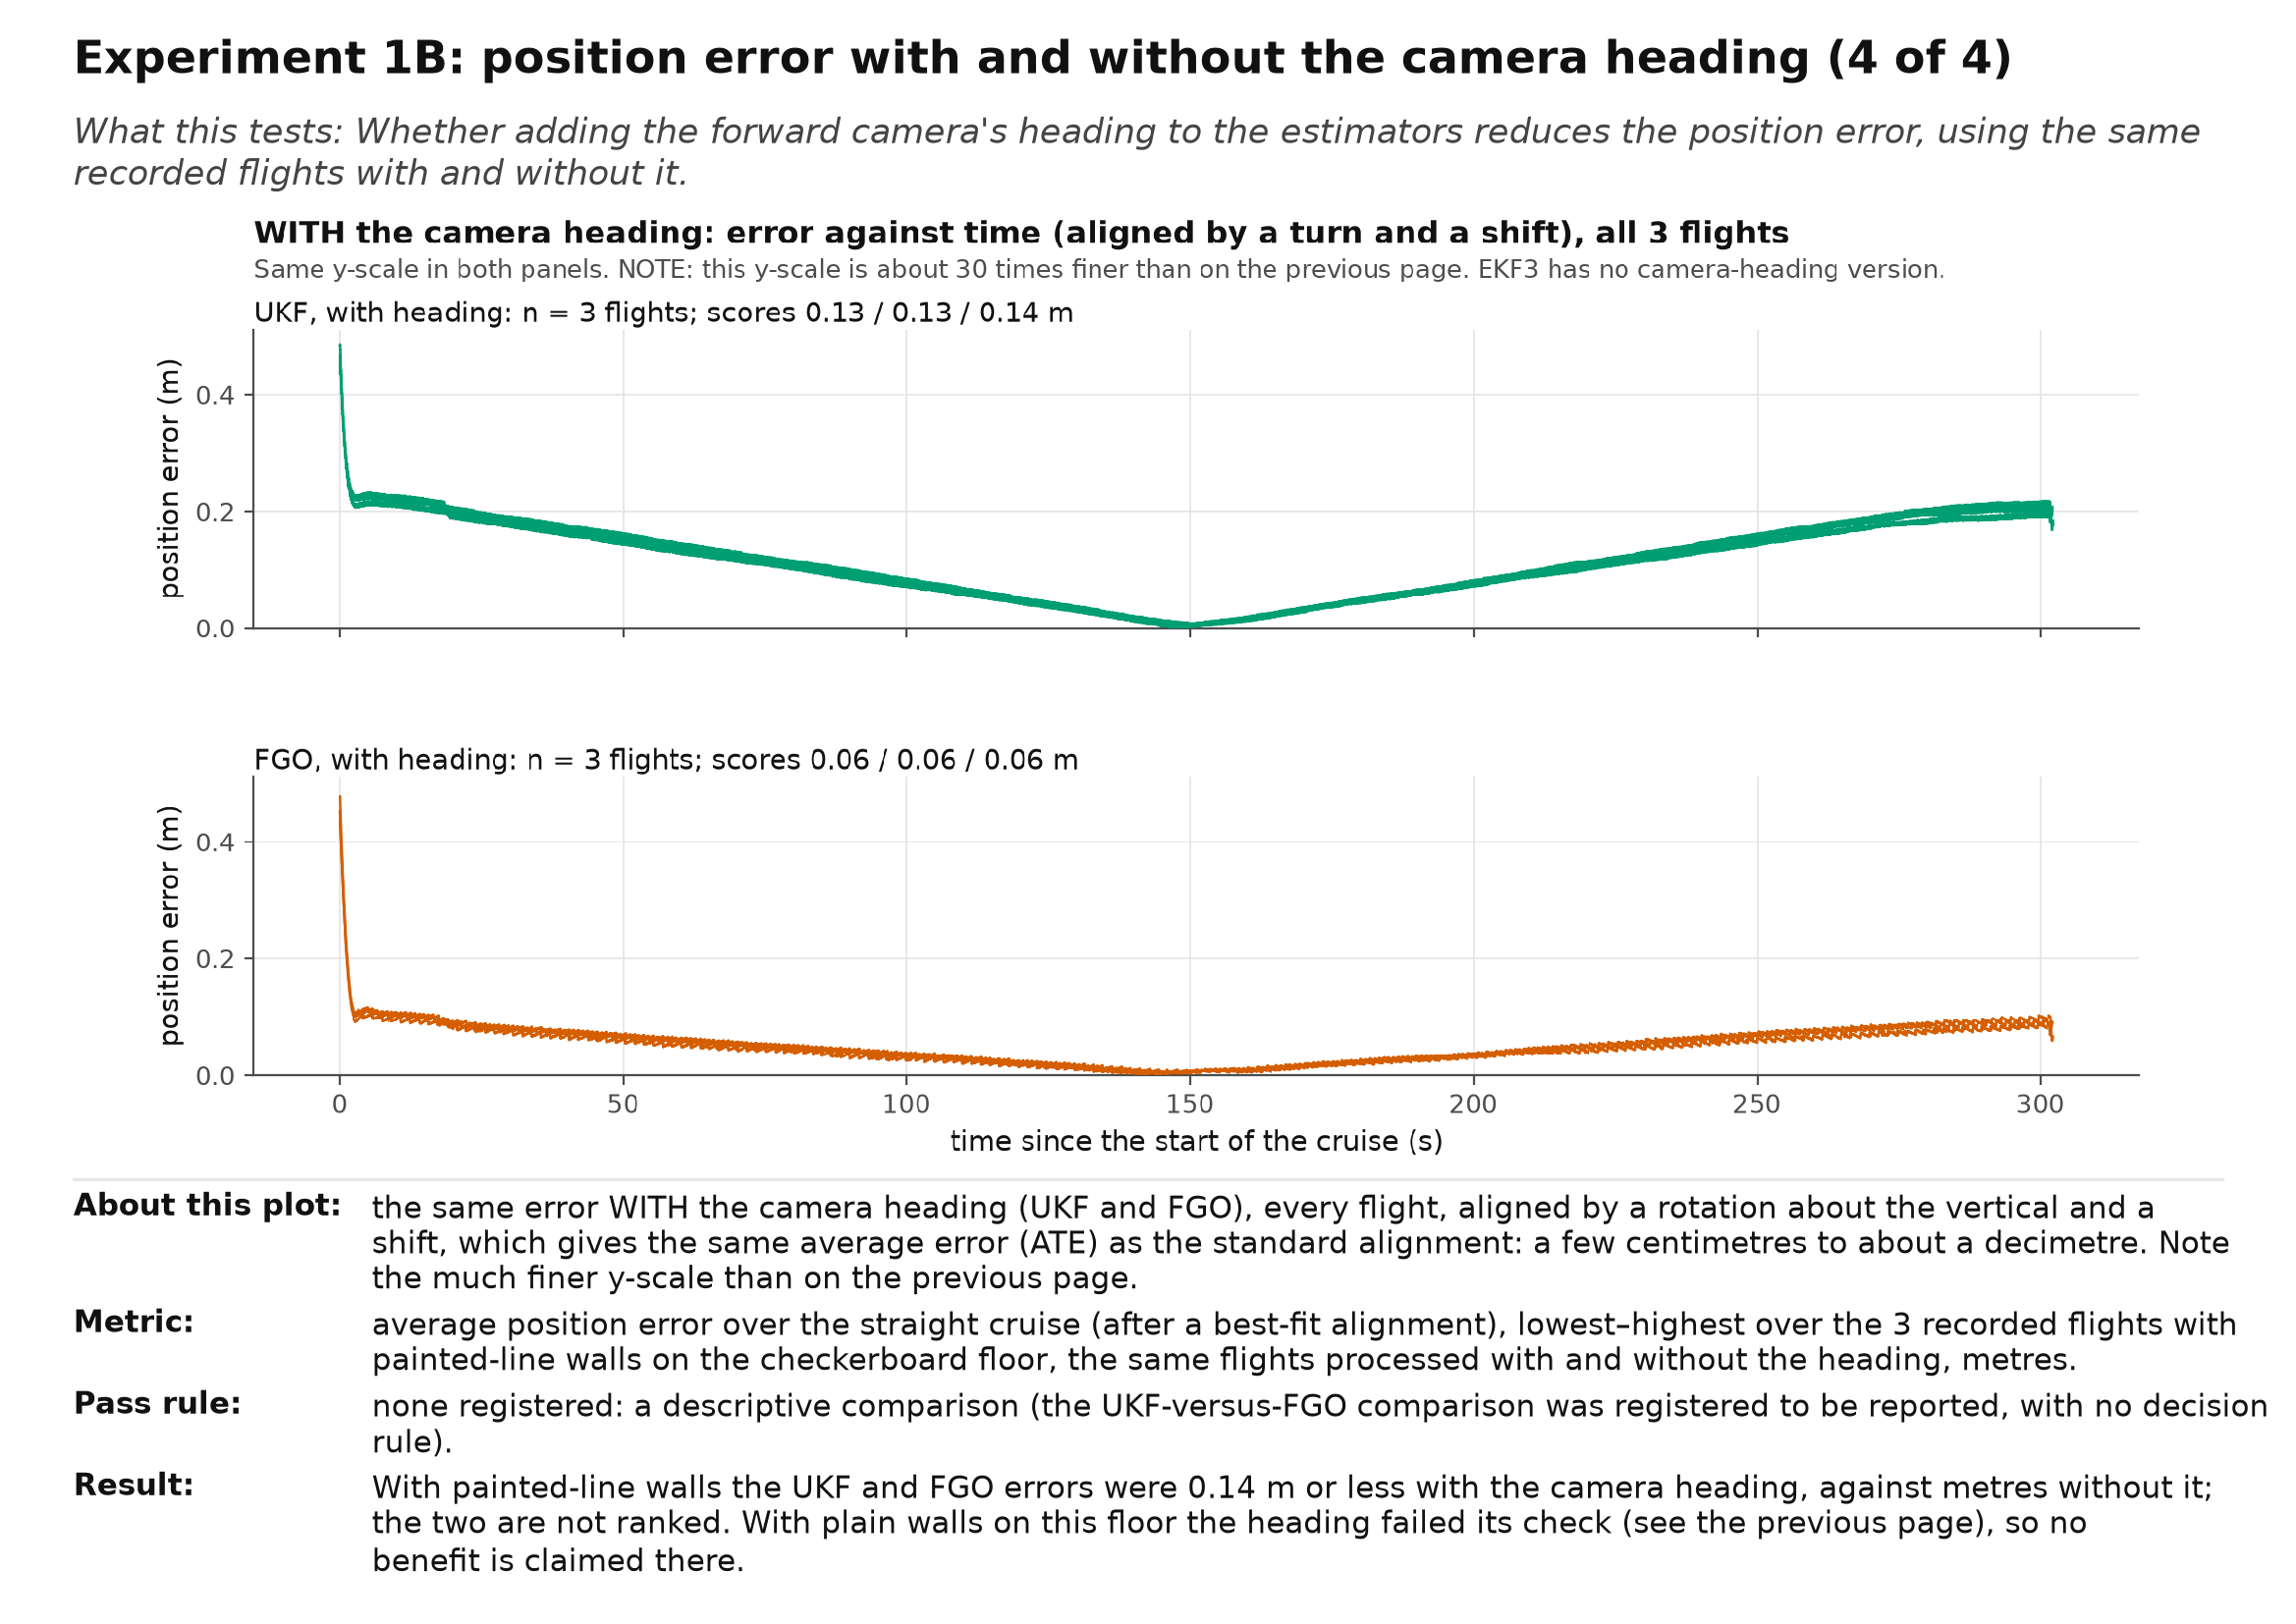 Experiment 1B: position error with and without the camera heading (4 of 4)
What this tests: Whether adding the forward camera's heading to the estimators reduces the position error, using the same
recorded flights with and without it.
WITH the camera heading: error against time (aligned by a turn and a shift), all 3 flights
Same y-scale in both panels. NOTE: this y-scale is about 30 times finer than on the previous page. EKF3 has no camera-heading version.
UKF, with heading: n = 3 flights; scores 0.13 / 0.13 / 0.14 m
position error (m)
0.4
0.2
0.0
FGO, with heading: n = 3 flights; scores 0.06 / 0.06 / 0.06 m
position error (m)
0.4
0.2
0.0
0 50 100 150 200 250 300
time since the start of the cruise (s)
About this plot: the same error WITH the camera heading (UKF and FGO), every flight, aligned by a rotation about the vertical and a
shift, which gives the same average error (ATE) as the standard alignment: a few centimetres to about a decimetre. Note
the much finer y-scale than on the previous page.
Metric: average position error over the straight cruise (after a best-fit alignment), lowest–highest over the 3 recorded flights with
painted-line walls on the checkerboard floor, the same flights processed with and without the heading, metres.
Pass rule: none registered: a descriptive comparison (the UKF-versus-FGO comparison was registered to be reported, with no decision
rule).
Result: With painted-line walls the UKF and FGO errors were 0.14 m or less with the camera heading, against metres without it;
the two are not ranked. With plain walls on this floor the heading failed its check (see the previous page), so no
benefit is claimed there.